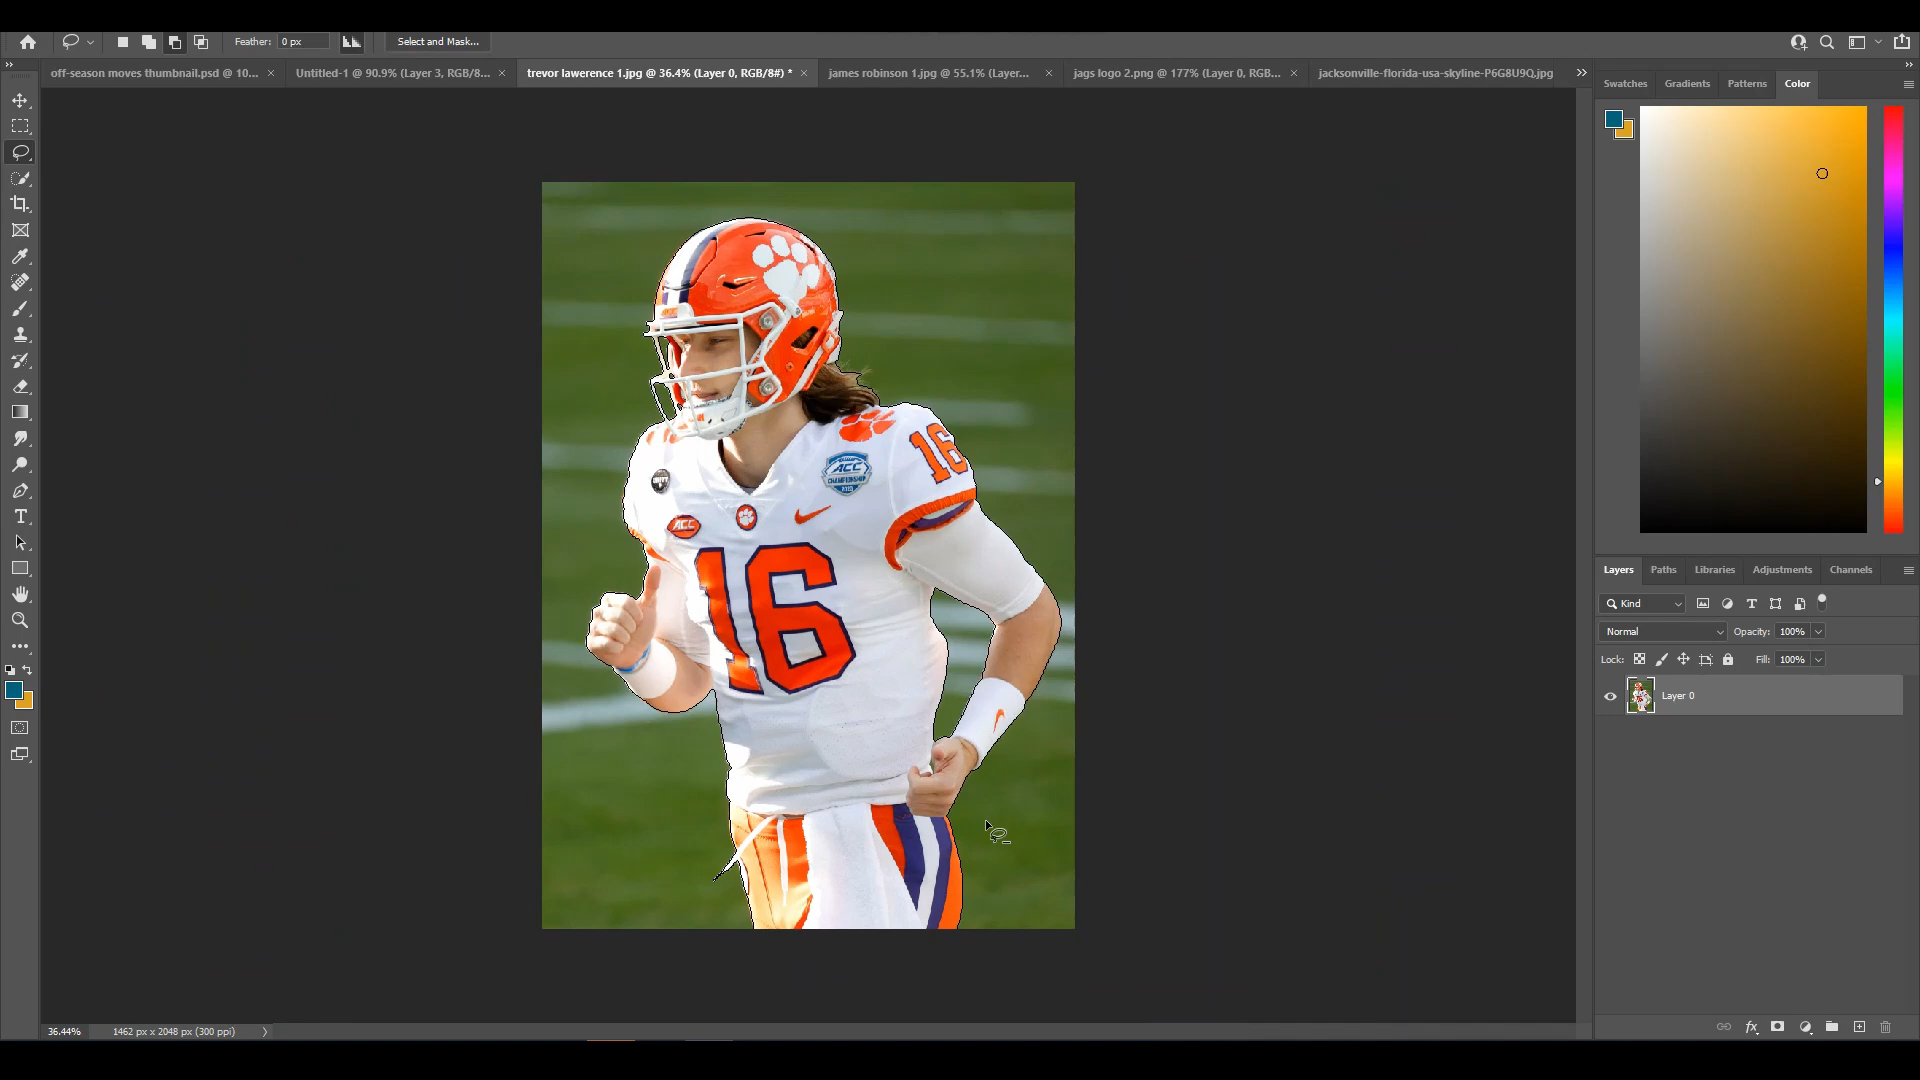 Feather: 0 px
Select and Mask...
off-season moves thumbnail.psd @ 10...
Untitled-1 @ 90.9% (Layer 3, RGB/8...
trevor lawerence 1.jpg @ 36.4% (Layer 0, RGB/8#) *
james robinson 1.jpg @ 55.1% (Layer...
jags logo 2.png @ 177% (Layer 0, RGB...
jacksonville-florida-usa-skyline-P6G8U9Q.jpg
Swatches
Gradients
Patterns
Color
16
ACC
CHAMPIONSHIP
2020
UNITY
ACC
16
Layers
Paths
Libraries
Adjustments
Channels
Kind
Normal
Opacity: 100%
Lock:
Fill: 100%
Layer 0
36.44%
1462 px x 2048 px (300 ppi)